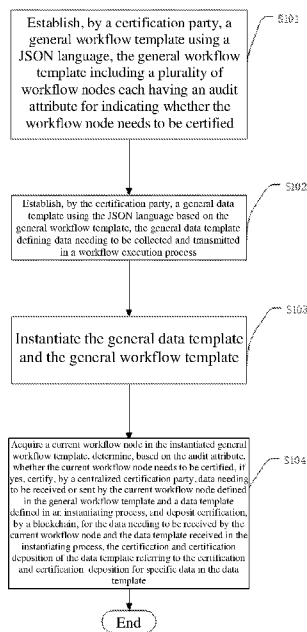 Establish, by a certification party, a
general workflow template using a
JSON language, the general workflow
template including a plurality of
workflow nodes each having an audit
attribute for indicating whether the
workflow node needs to be certified
S101
Establish, by the certification party, a general data
template using the JSON language based on the
general workflow template, the general data template
defining data needing to be collected and transmitted
in a workflow execution process
S102
Instantiate the general data template
and the general workflow template
S103
Acquire a current workflow node in the instantiated general
workflow template, determine, based on the audit attribute,
whether the current workflow node needs to be certified, if
yes, certify, by a centralized certification party, data needing
to be received or sent by the current workflow node defined
in the general workflow template and a data template
defined in an instantiating process, and deposit certification,
by a blockchain, for the data needing to be received by the
current workflow node and the data template received in the
instantiating process, the certification and certification
deposition of the data template referring to the certification
and certification deposition for specific data in the data
template
S104
End